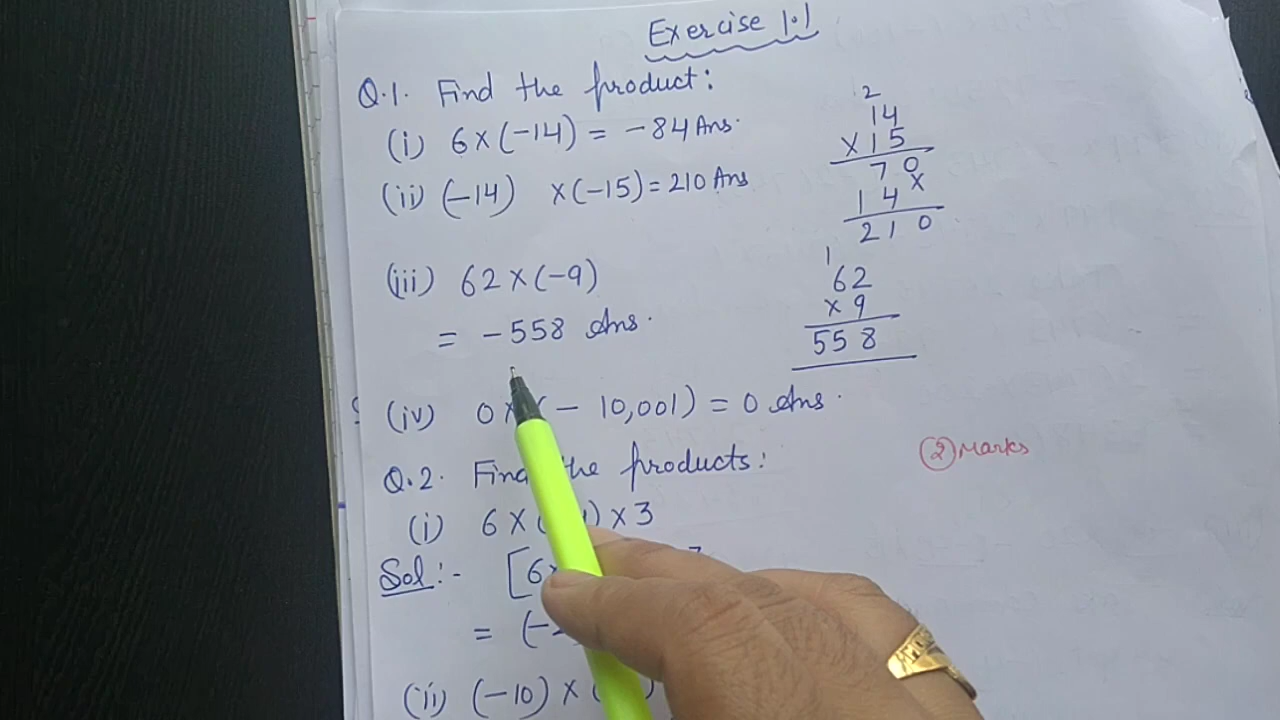 Exercise 1.1
Q.1. Find the product:
(i) 6×(-14) = -84 Ans.
(ii) (-14) ×(-15)=210 Ans
2
14
×15
70
14×
210
(iii) 62×(-9)
= -558 Ans.
1
62
×9
558
(iv) 0× (- 10,001) = 0 Ans.
Q.2. Find the products:
② Marks
(i) 6×( )×3
Sol:- [6×
= (-
(ii) (-10) × (